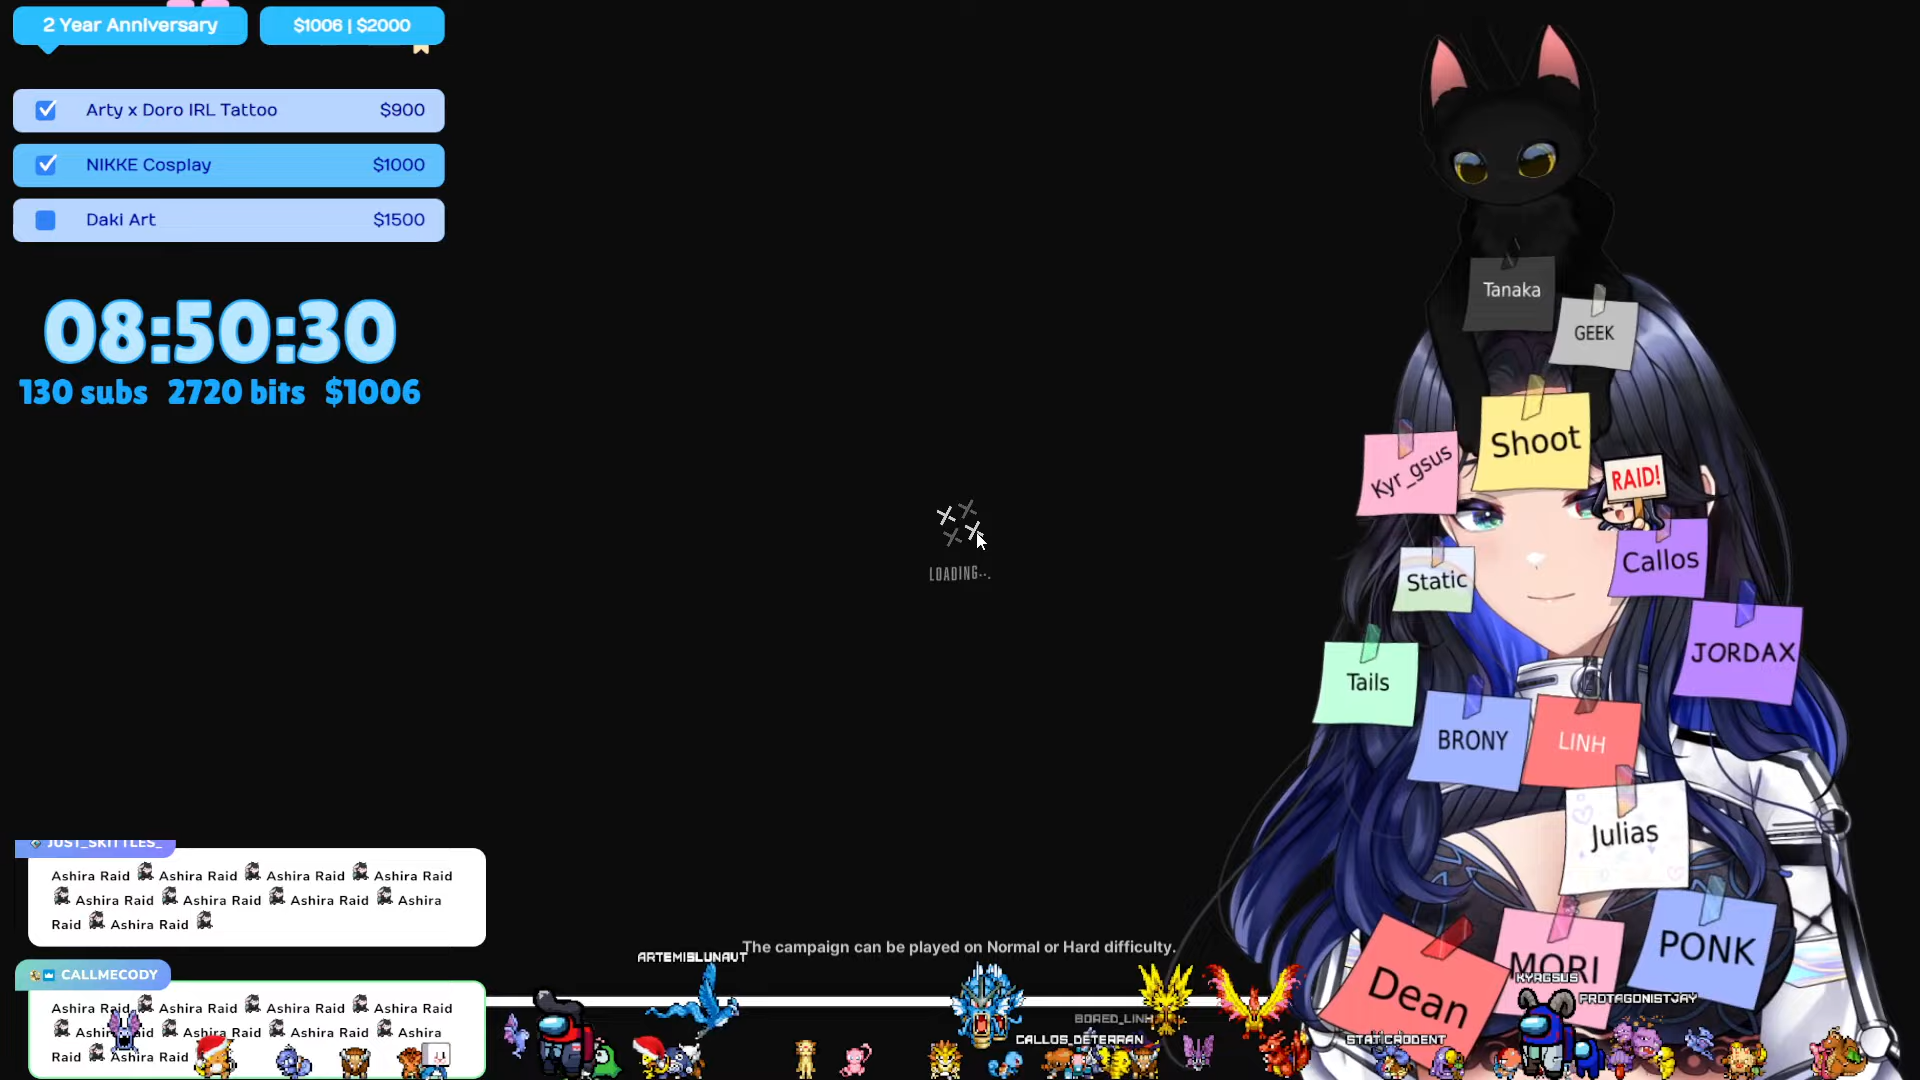 2 Year Anniversary
$1006 | $2000
Arty x Doro IRL Tattoo $900
NIKKE Cosplay $1000
Daki Art $1500
08:50:30
130 subs 2720 bits $1006
Tanaka
GEEK
Shoot
Kyr_gsus
RAID!
Static
Callos
JORDAX
Tails
BRONY
LINH
Julias
Dean
MORI
PONK
LOADING...
JUST_SKITTLES_
Ashira Raid Ashira Raid Ashira Raid Ashira Raid
Ashira Raid Ashira Raid Ashira Raid Ashira
Raid Ashira Raid
CALLMECODY
Ashira Raid Ashira Raid Ashira Raid Ashira Raid
Ashira Raid Ashira Raid Ashira Raid Ashira
Raid Ashira Raid
The campaign can be played on Normal or Hard difficulty.
ARTEMISLUNAUT
KYRGSUS
PROTAGONISTJAY
BORED_LINH
CALLOS_DETERRAN
STATICRODENT